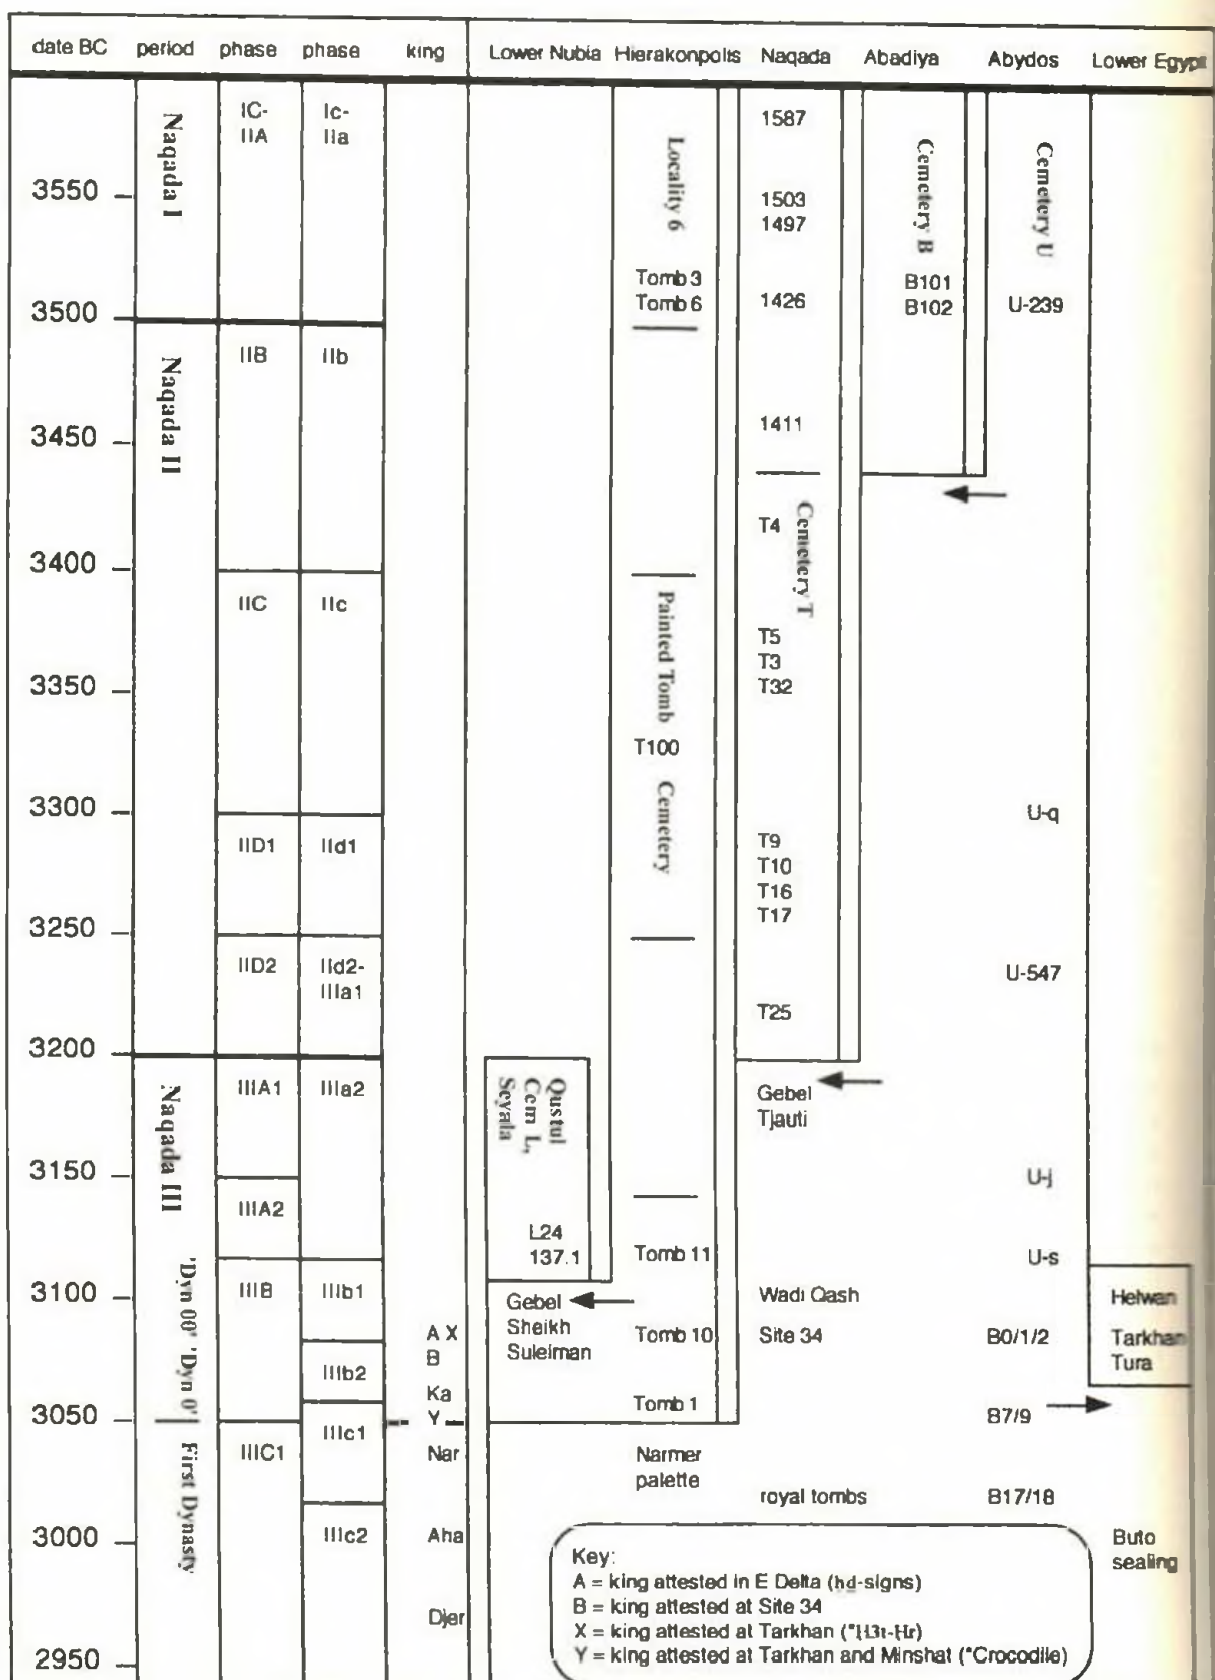 date BC period phase phase king Lower Nubia Hierakonpolis Naqada Abadiya Abydos Lower Egypt
3550
3500
3450
3400
3350
3300
3250
3200
3150
3100
3050
3000
2950
Naqada I
Naqada II
Naqada III
'Dyn 00' 'Dyn 0'
First Dynasty
IC-
IIA
IIB
IIC
IID1
IID2
IIIA1
IIIA2
IIIB
IIIC1
Ic-
IIa
IIb
IIc
IId1
IId2-
IIIa1
IIIa2
IIIb1
IIIb2
IIIc1
IIIc2
A X
B
Ka
Y
Nar
Aha
Djer
Qustul
Cem L,
Seyala
L24
137.1
Gebel
Sheikh
Suleiman
Locality 6
Tomb 3
Tomb 6
Painted Tomb
T100
Cemetery
Tomb 11
Tomb 10
Tomb 1
Narmer
palette
1587
1503
1497
1426
1411
Cemetery T
T4
T5
T3
T32
T9
T10
T16
T17
T25
Gebel
Tjauti
Wadi Qash
Site 34
royal tombs
Cemetery B
B101
B102
Cemetery U
U-239
U-q
U-547
U-j
U-s
B0/1/2
B7/9
B17/18
Helwan
Tarkhan
Tura
Buto
sealing
Key:
A = king attested in E Delta (ḥd-signs)
B = king attested at Site 34
X = king attested at Tarkhan (*Ḥ3t-Ḥr)
Y = king attested at Tarkhan and Minshat (*Crocodile)